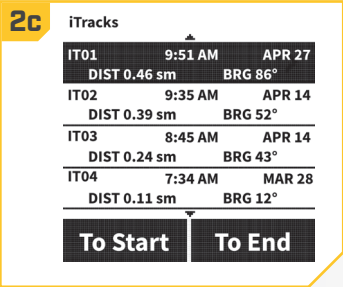 2c
iTracks
IT01 9:51 AM APR 27
DIST 0.46 sm BRG 86°
IT02 9:35 AM APR 14
DIST 0.39 sm BRG 52°
IT03 8:45 AM APR 14
DIST 0.24 sm BRG 43°
IT04 7:34 AM MAR 28
DIST 0.11 sm BRG 12°
To Start To End